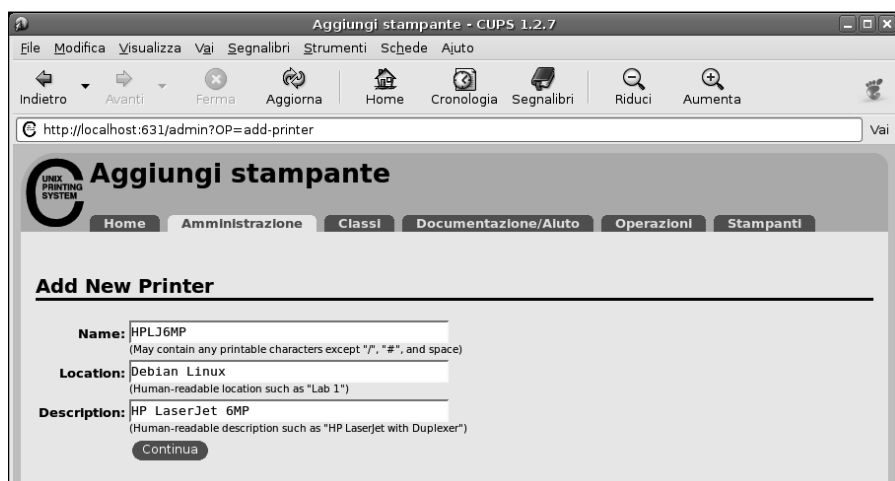 Aggiungi stampante - CUPS 1.2.7
File Modifica Visualizza Vai Segnalibri Strumenti Schede Aiuto
Indietro Avanti Ferma Aggiorna Home Cronologia Segnalibri Riduci Aumenta
http://localhost:631/admin?OP=add-printer Vai
UNIX PRINTING SYSTEM
Aggiungi stampante
Home Amministrazione Classi Documentazione/Aiuto Operazioni Stampanti
Add New Printer
Name: HPLJ6MP
(May contain any printable characters except "/", "#", and space)
Location: Debian Linux
(Human-readable location such as "Lab 1")
Description: HP LaserJet 6MP
(Human-readable description such as "HP LaserJet with Duplexer")
Continua